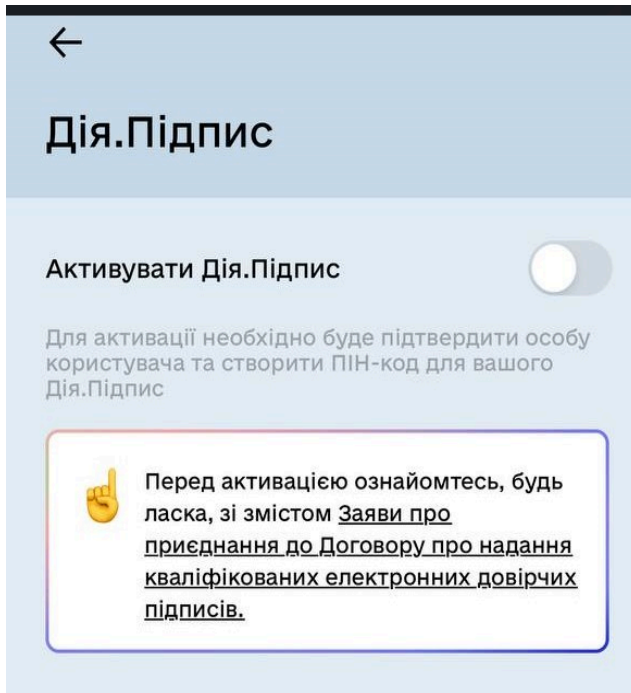 Дія.Підпис
Активувати Дія.Підпис
Для активації необхідно буде підтвердити особу
користувача та створити ПІН-код для вашого
Дія.Підпис
Перед активацією ознайомтесь, будь
ласка, зі змістом Заяви про
приєднання до Договору про надання
кваліфікованих електронних довірчих
підписів.